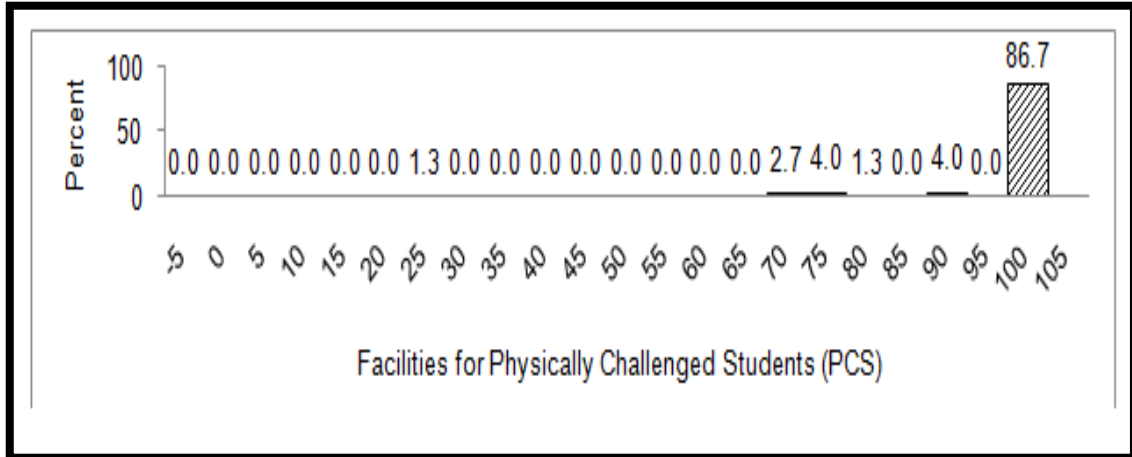 86.7
100
Percent
50
0.0 0.0 0.0 0.0 0.0 0.0 1.3 0.0 0.0 0.0 0.0 0.0 0.0 0.0 2.7 4.0 1.3 0.0 4.0 0.0
0
-5 0 5 10 15 20 25 30 35 40 45 50 55 60 65 70 75 80 85 90 95 100 105
Facilities for Physically Challenged Students (PCS)